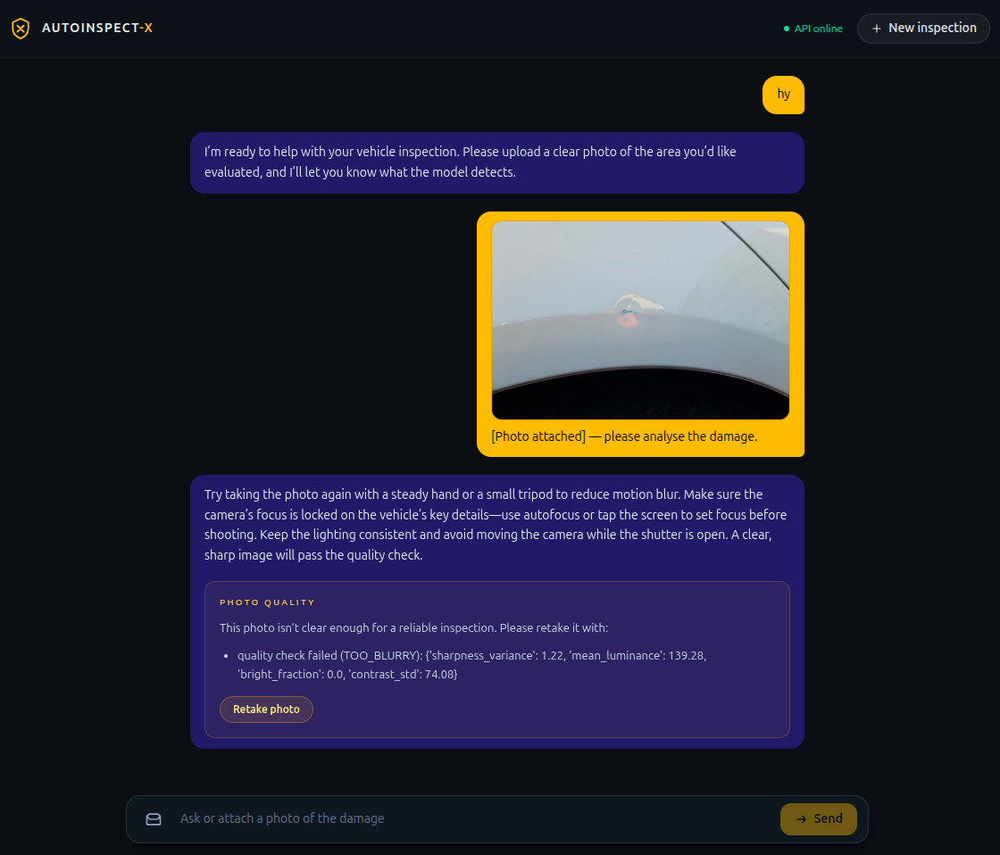 AUTOINSPECT-X
API online
+ New inspection
hy
I’m ready to help with your vehicle inspection. Please upload a clear photo of the area you’d like
evaluated, and I’ll let you know what the model detects.
[Photo attached] — please analyse the damage.
Try taking the photo again with a steady hand or a small tripod to reduce motion blur. Make sure the
camera’s focus is locked on the vehicle’s key details—use autofocus or tap the screen to set focus before
shooting. Keep the lighting consistent and avoid moving the camera while the shutter is open. A clear,
sharp image will pass the quality check.
PHOTO QUALITY
This photo isn’t clear enough for a reliable inspection. Please retake it with:
• quality check failed (TOO_BLURRY): {'sharpness_variance': 1.22, 'mean_luminance': 139.28,
'bright_fraction': 0.0, 'contrast_std': 74.08}
Retake photo
Ask or attach a photo of the damage
→ Send